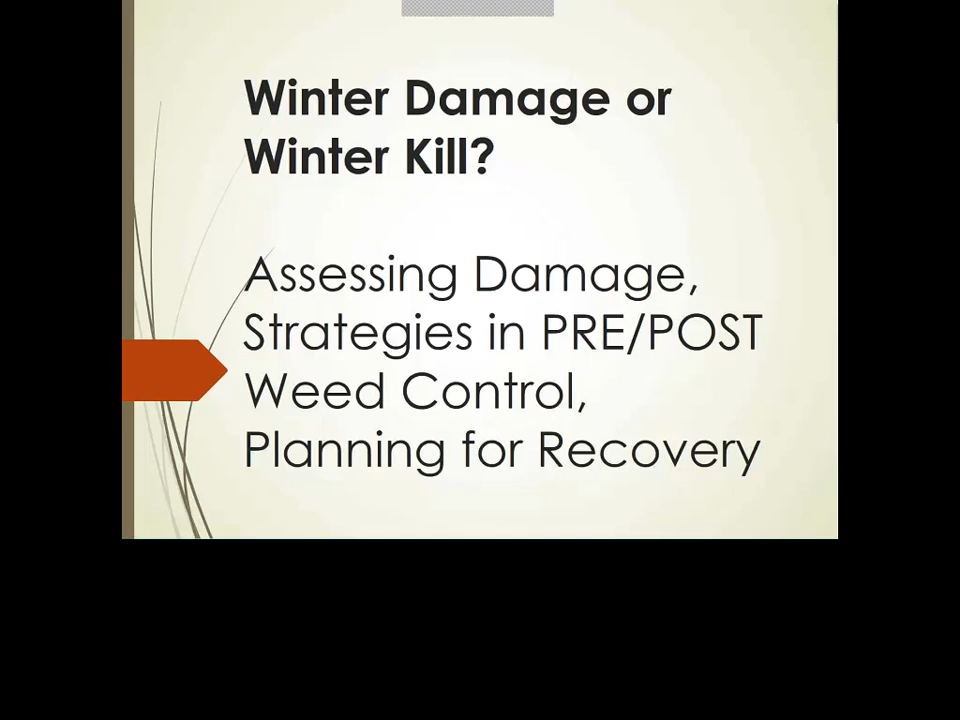 Winter Damage or
Winter Kill?
Assessing Damage,
Strategies in PRE/POST
Weed Control,
Planning for Recovery